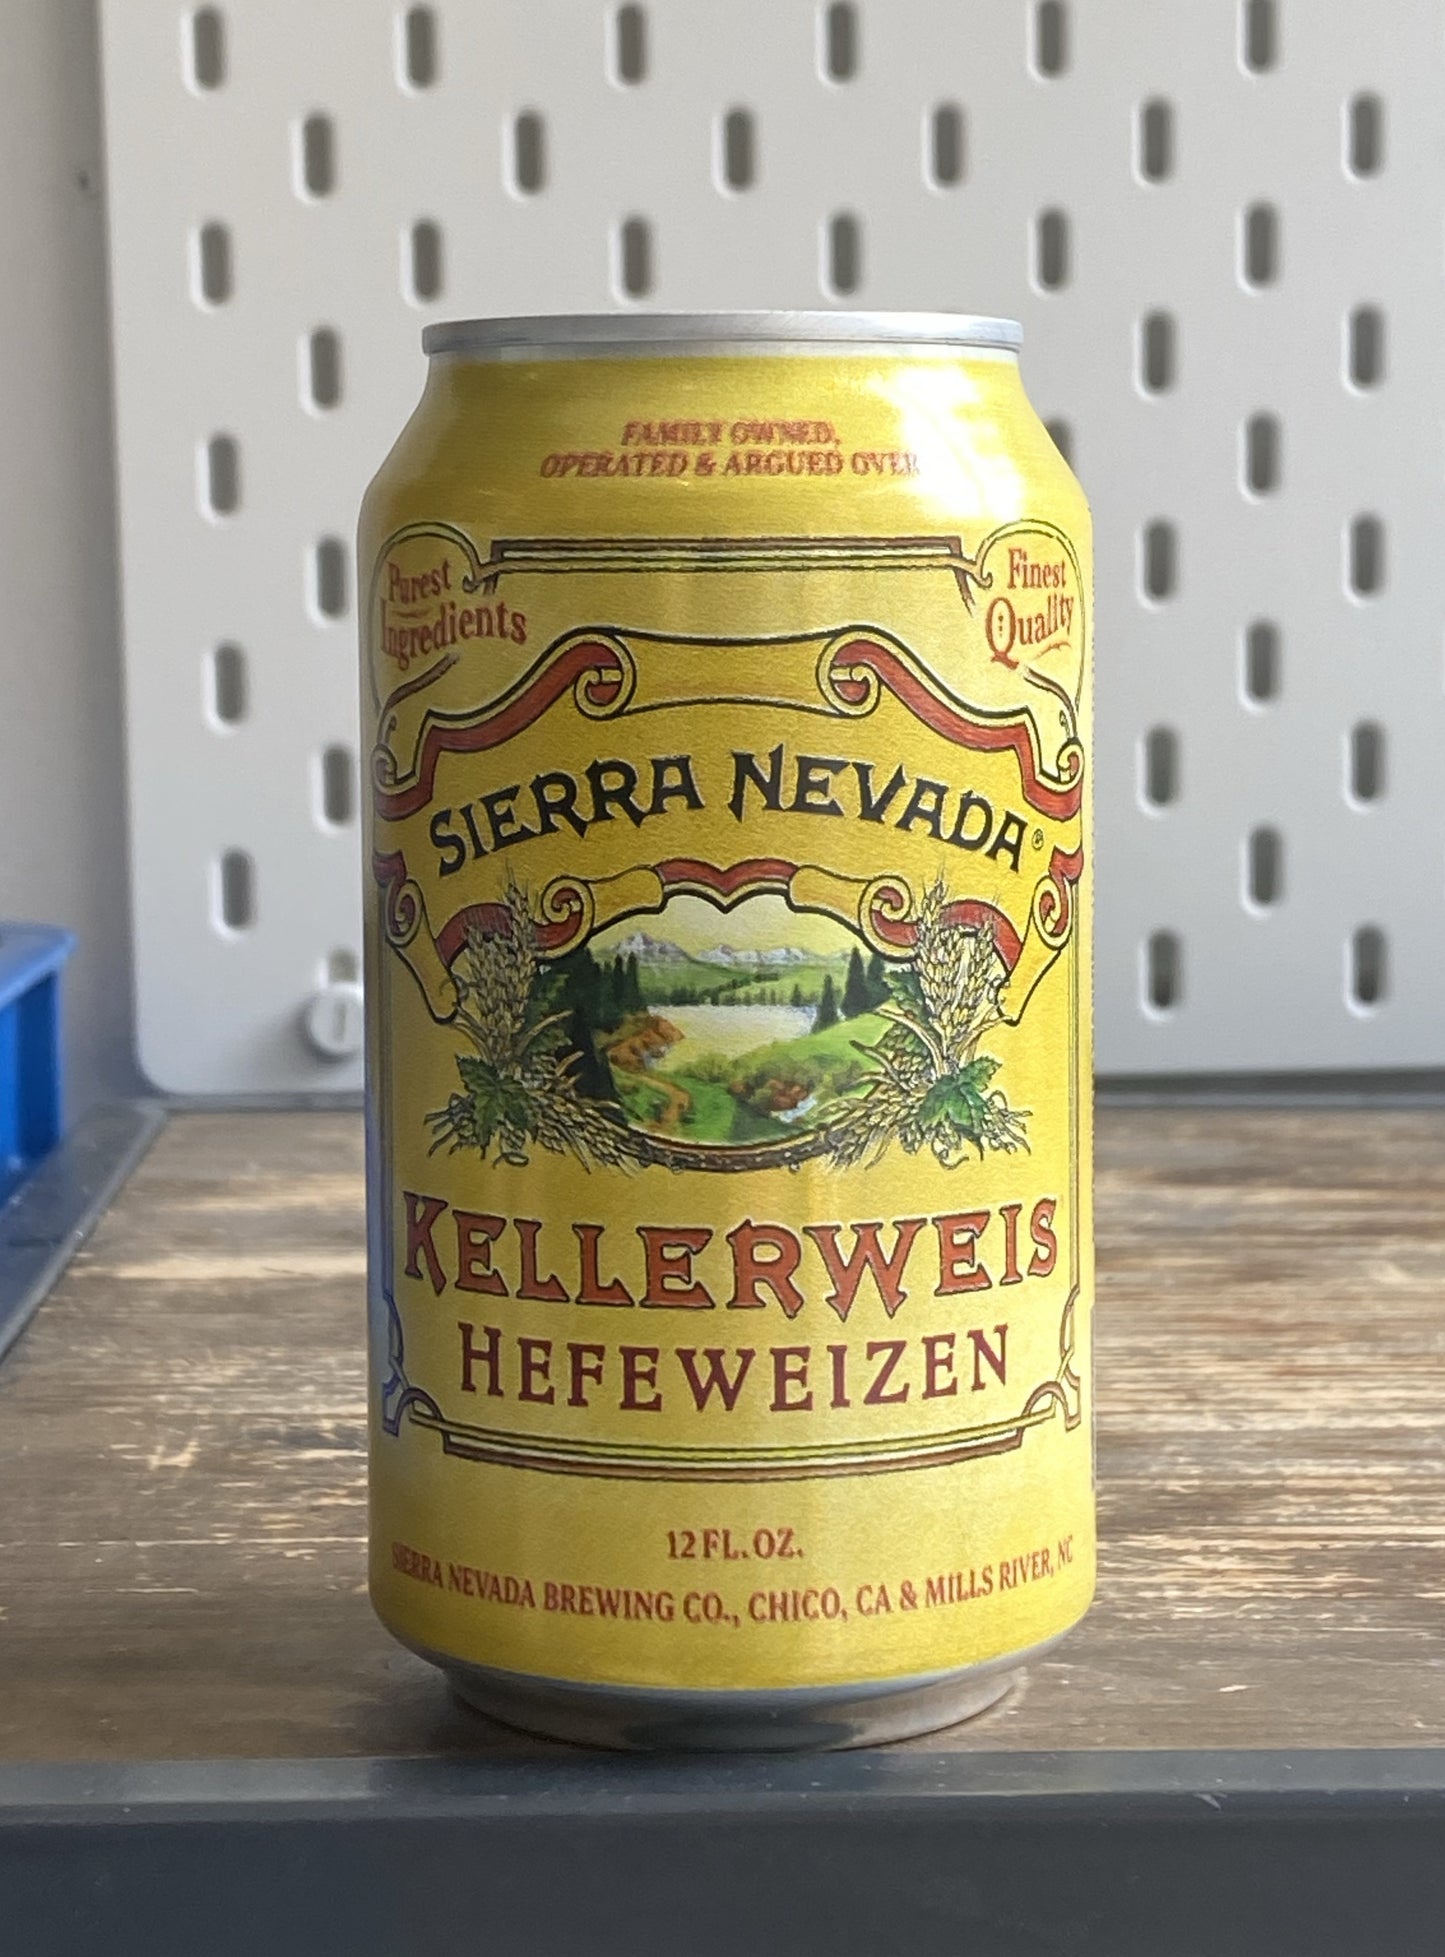 FAMILY OWNED,
OPERATED & ARGUED OVER
Purest
Ingredients
Finest
Quality
SIERRA NEVADA®
KELLERWEIS
HEFEWEIZEN
12 FL. OZ.
SIERRA NEVADA BREWING CO., CHICO, CA & MILLS RIVER, NC